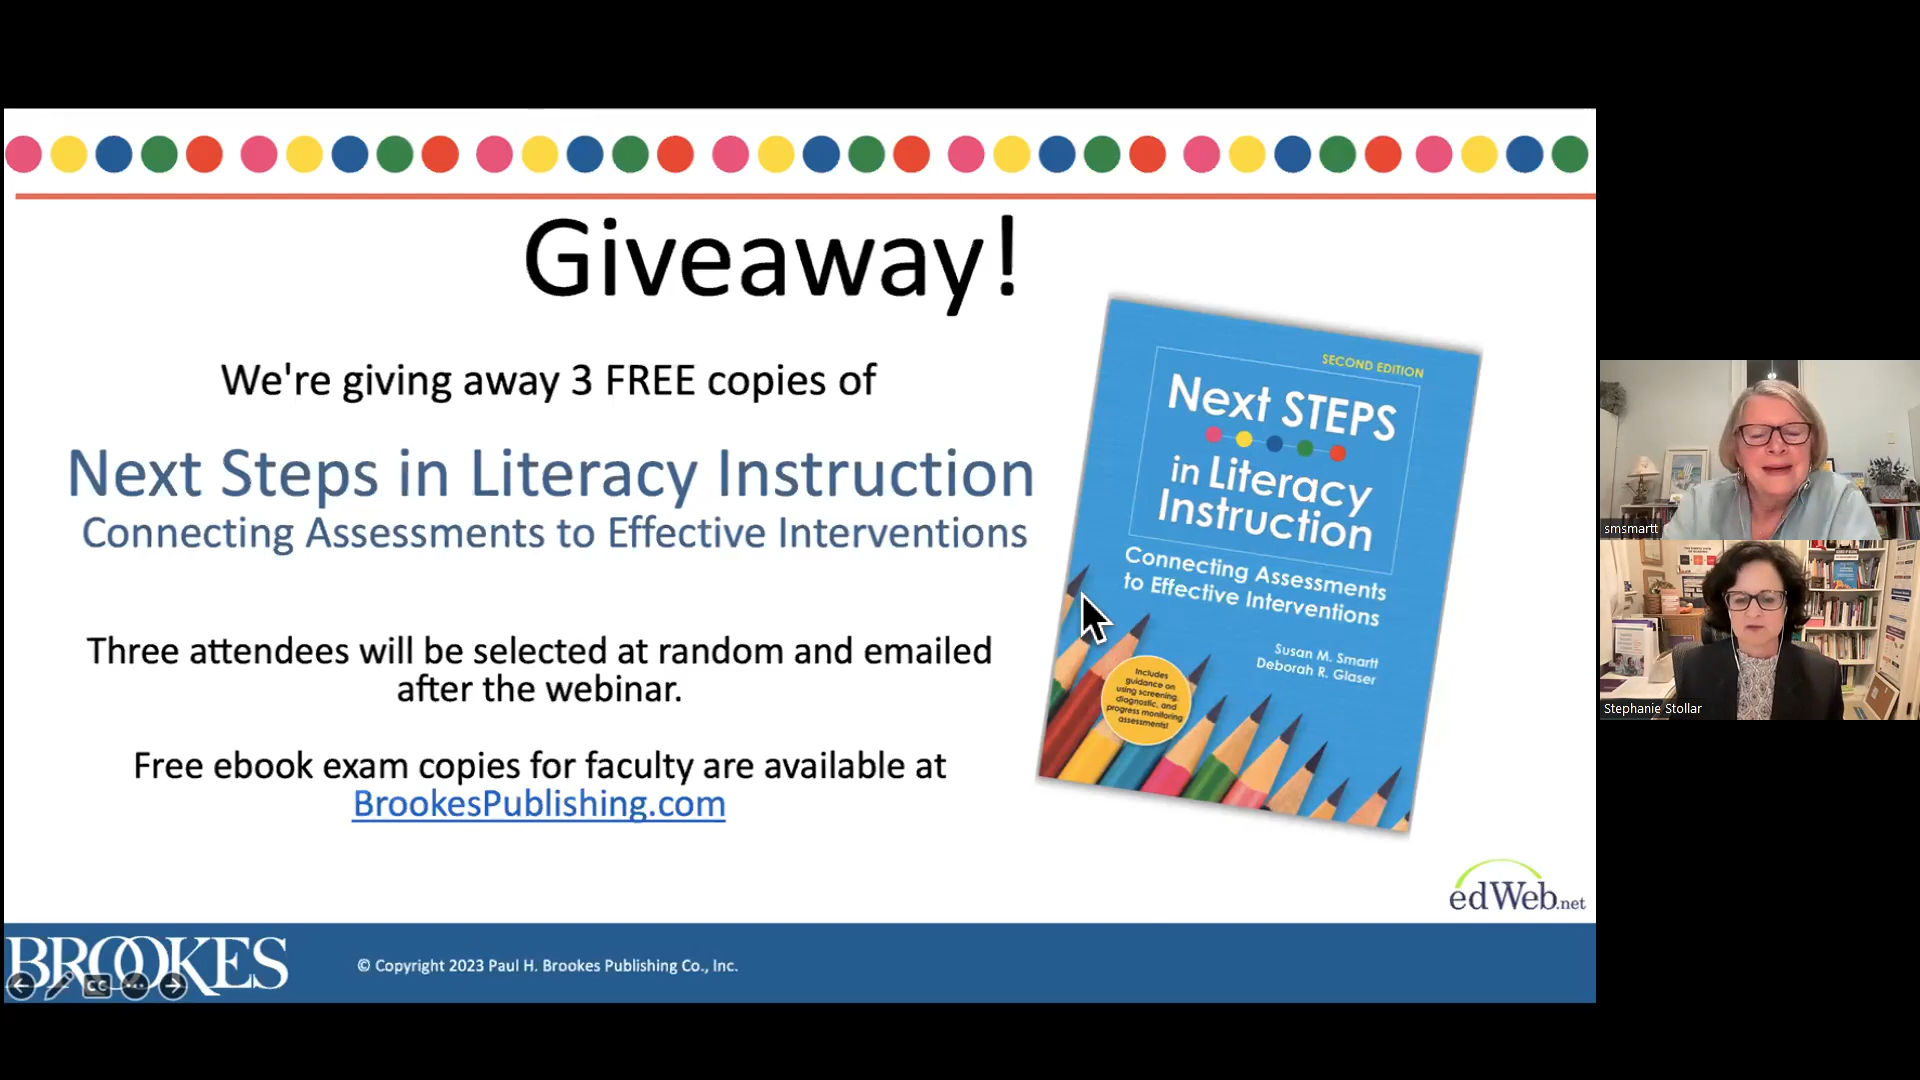 Giveaway!
We're giving away 3 FREE copies of
Next Steps in Literacy Instruction
Connecting Assessments to Effective Interventions
Three attendees will be selected at random and emailed
after the webinar.
Free ebook exam copies for faculty are available at
BrookesPublishing.com
SECOND EDITION
Next STEPS
in Literacy
Instruction
Connecting Assessments
to Effective Interventions
Susan M. Smartt
Deborah R. Glaser
Includes
guidance on
using screening,
diagnostic, and
progress monitoring
assessments!
edWeb.net
BROOKES
© Copyright 2023 Paul H. Brookes Publishing Co., Inc.
CC
smsmartt
Stephanie Stollar